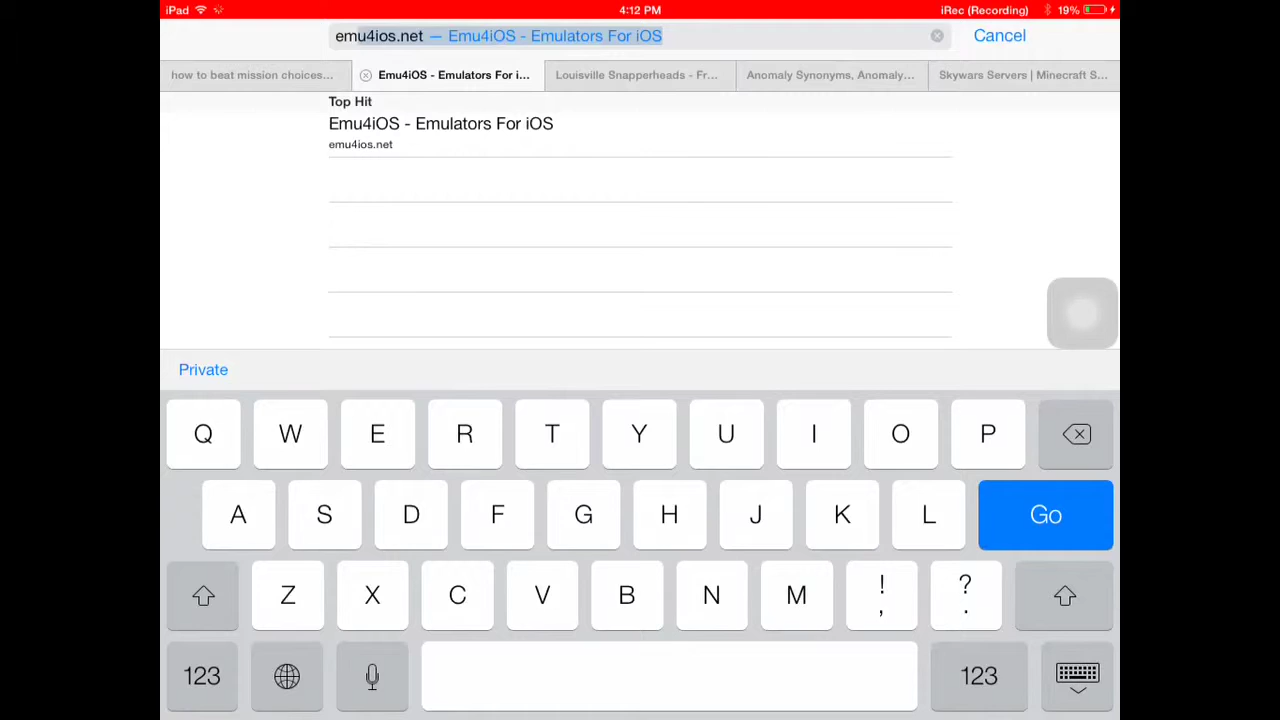 iPad 4:12 PM iRec (Recording) 19%
emu4ios.net — Emu4iOS - Emulators For iOS Cancel
how to beat mission choices... Emu4iOS - Emulators For i... Louisville Snapperheads - Fr... Anomaly Synonyms, Anomaly... Skywars Servers | Minecraft S...
Top Hit
Emu4iOS - Emulators For iOS
emu4ios.net
Private
Q W E R T Y U I O P
A S D F G H J K L Go
Z X C V B N M ! , ? .
123 123